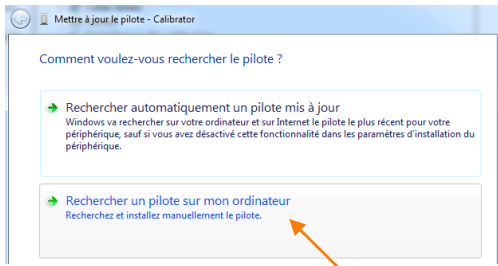 Mettre à jour le pilote - Calibrator
Comment voulez-vous rechercher le pilote ?
Rechercher automatiquement un pilote mis à jour
Windows va rechercher sur votre ordinateur et sur Internet le pilote le plus récent pour votre
périphérique, sauf si vous avez désactivé cette fonctionnalité dans les paramètres d'installation du
périphérique.
Rechercher un pilote sur mon ordinateur
Recherchez et installez manuellement le pilote.